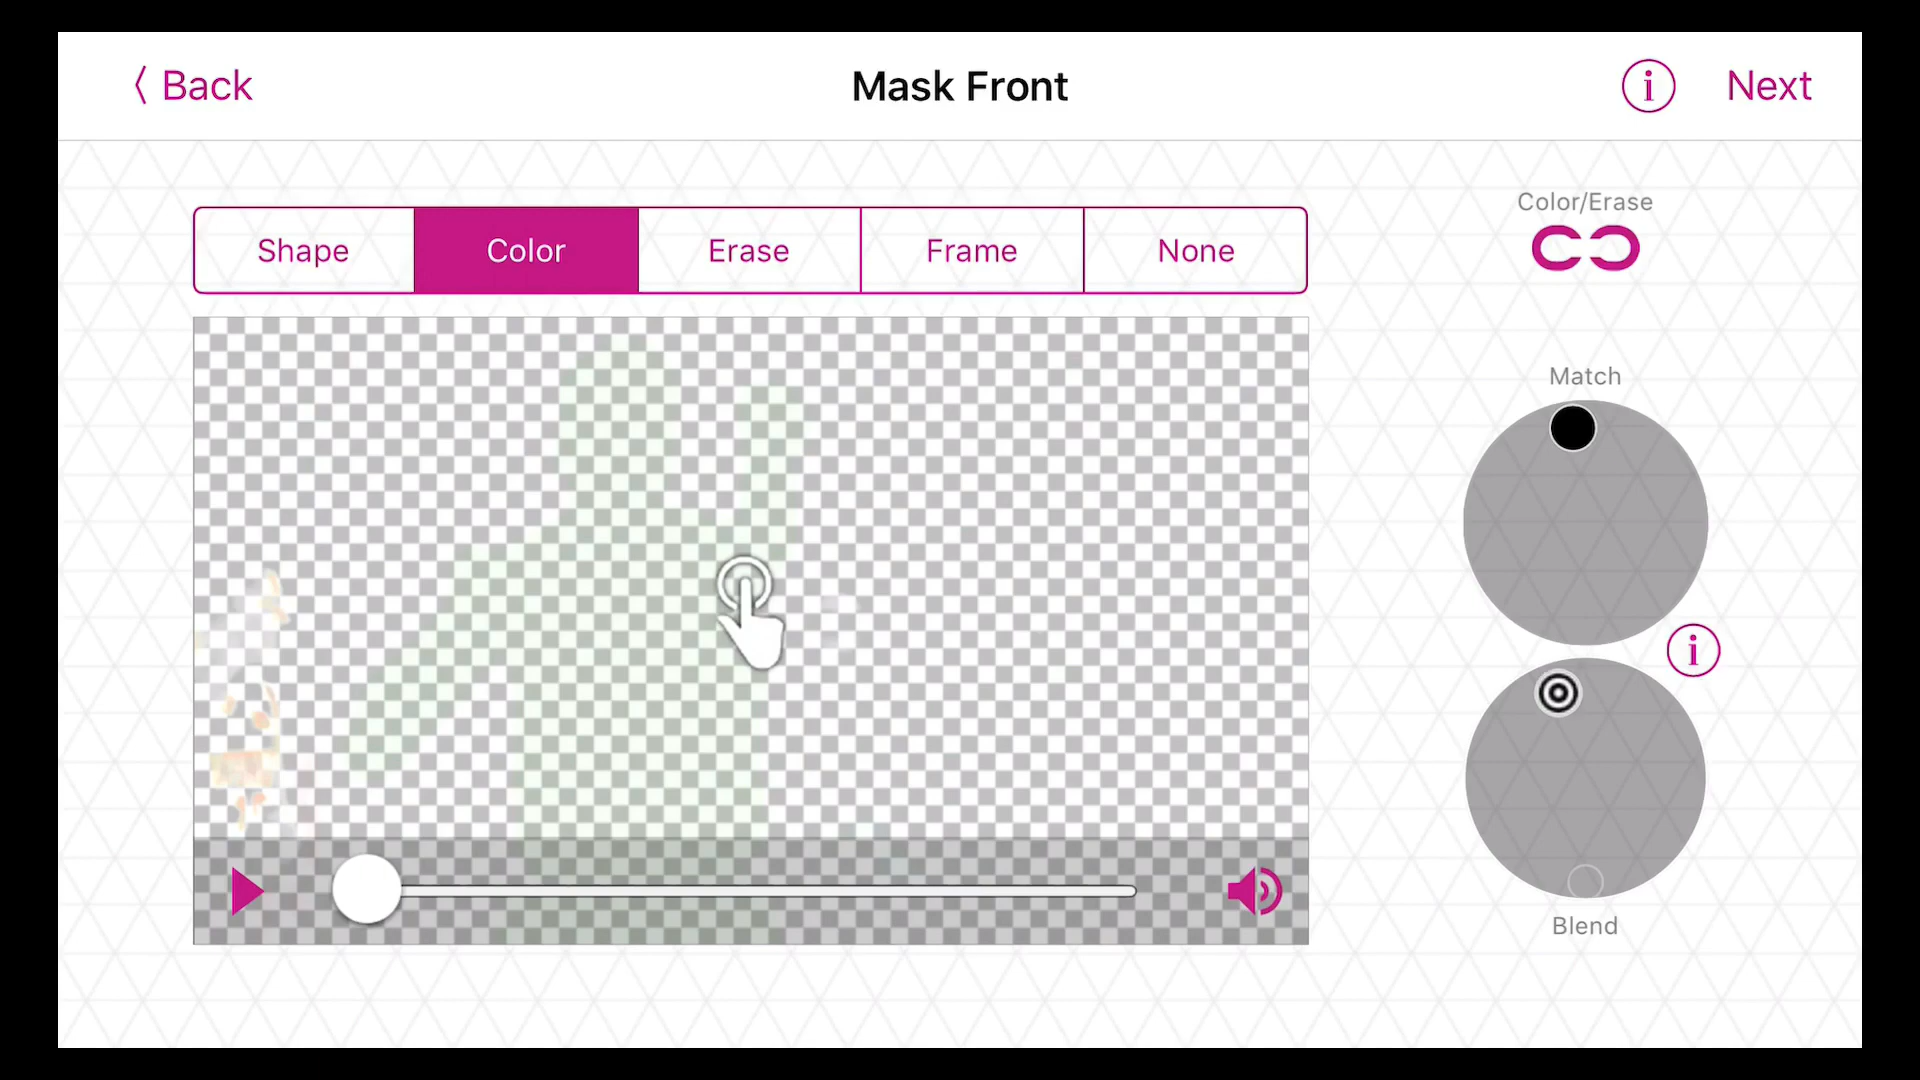 Back
Mask Front
i
Next
Shape
Color
Erase
Frame
None
Color/Erase
Match
i
Blend